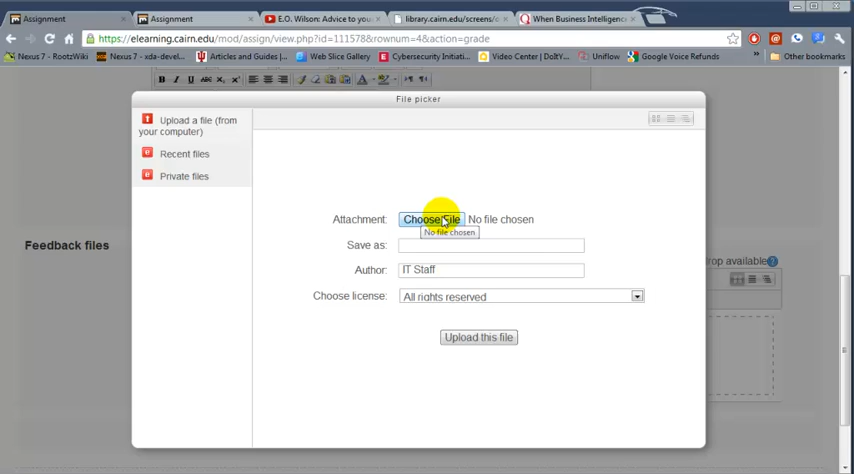 Assignment
Assignment
E.O. Wilson: Advice to you
library.cairn.edu/screens/
When Business Intelligence
https://elearning.cairn.edu/mod/assign/view.php?id=111578&rownum=4&action=grade
Nexus 7 - RootzWiki
Nexus 7 - xda-devel
Articles and Guides |
Web Slice Gallery
Cybersecurity Initiati...
Video Center | DoItY
Uniflow
Google Voice Refunds
»
Other bookmarks
B I U ABC
File picker
Upload a file (from
your computer)
Recent files
Private files
Attachment: Choose File No file chosen
No file chosen
Save as:
Author: IT Staff
Choose license: All rights reserved
Upload this file
Feedback files
rop available